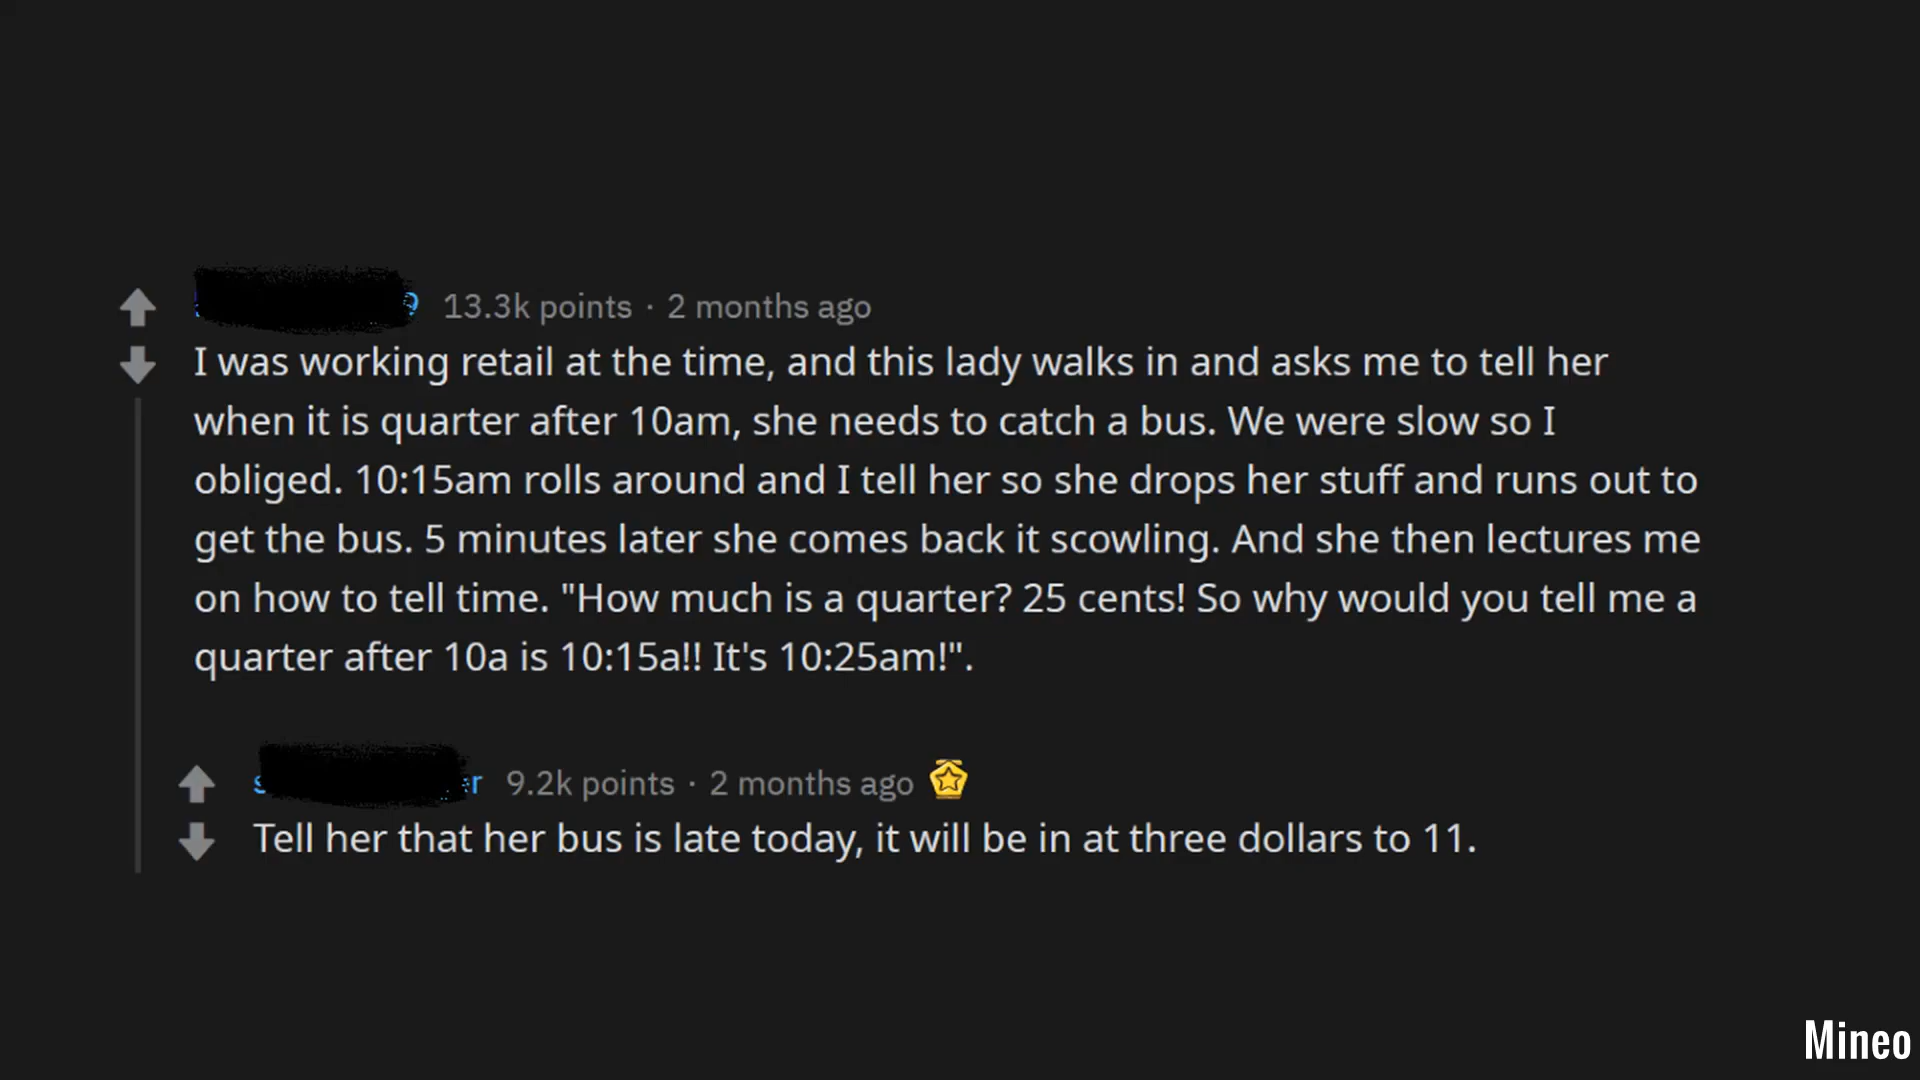 13.3k points · 2 months ago
I was working retail at the time, and this lady walks in and asks me to tell her
when it is quarter after 10am, she needs to catch a bus. We were slow so I
obliged. 10:15am rolls around and I tell her so she drops her stuff and runs out to
get the bus. 5 minutes later she comes back it scowling. And she then lectures me
on how to tell time. "How much is a quarter? 25 cents! So why would you tell me a
quarter after 10a is 10:15a!! It's 10:25am!".
9.2k points · 2 months ago
Tell her that her bus is late today, it will be in at three dollars to 11.
Mineo